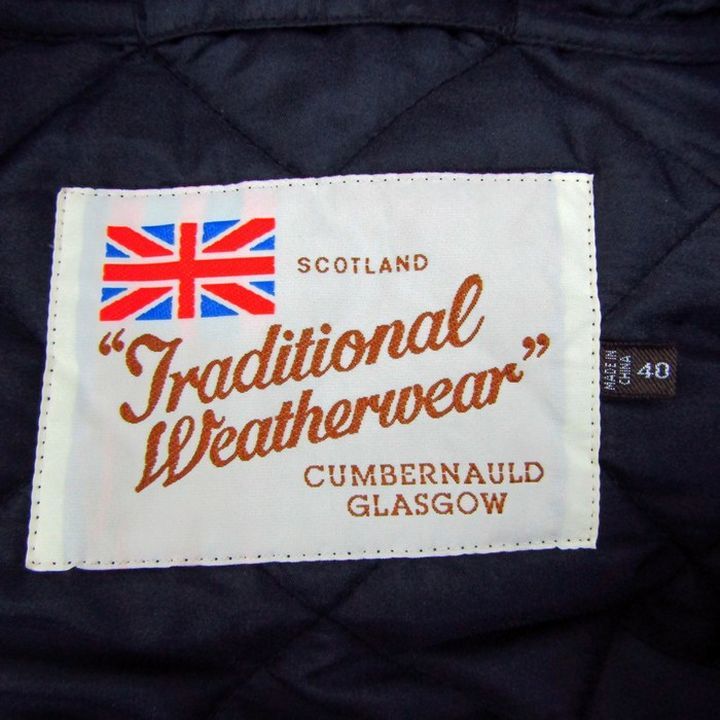 SCOTLAND
"Traditional
Weatherwear"
CUMBERNAULD
GLASGOW
MADE IN
CHINA
40